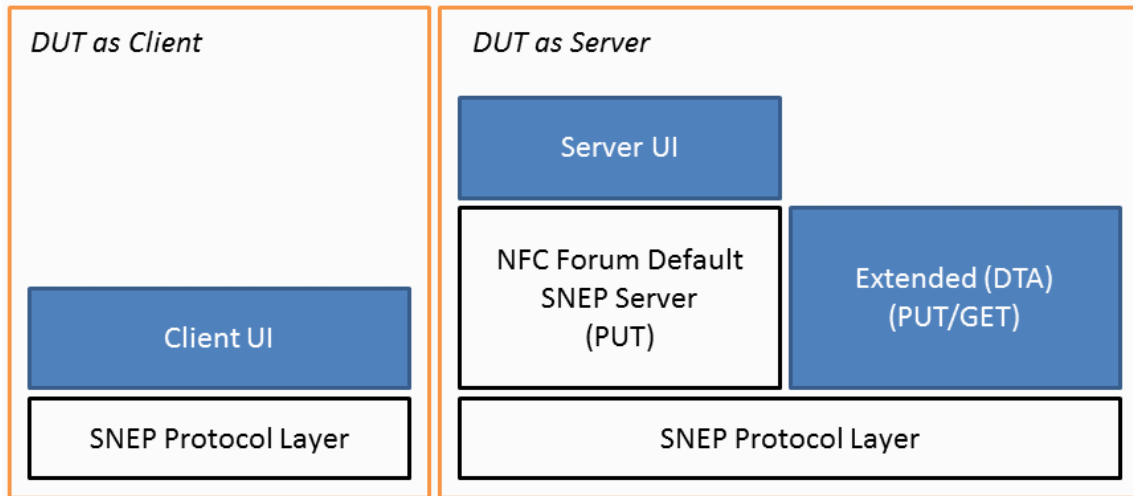 DUT as Client
Client UI
SNEP Protocol Layer
DUT as Server
Server UI
NFC Forum Default
SNEP Server
(PUT)
Extended (DTA)
(PUT/GET)
SNEP Protocol Layer